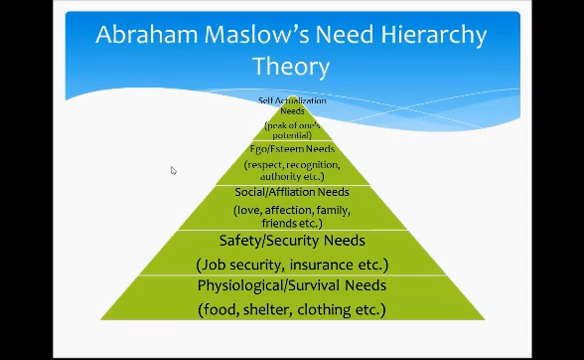 Abraham Maslow's Need Hierarchy
Theory
Self Actualization
Needs
(peak of one's
potential)
Ego/Esteem Needs
(respect, recognition,
authority etc.)
Social/Affliation Needs
(love, affection, family,
friends etc.)
Safety/Security Needs
(Job security, insurance etc.)
Physiological/Survival Needs
(food, shelter, clothing etc.)